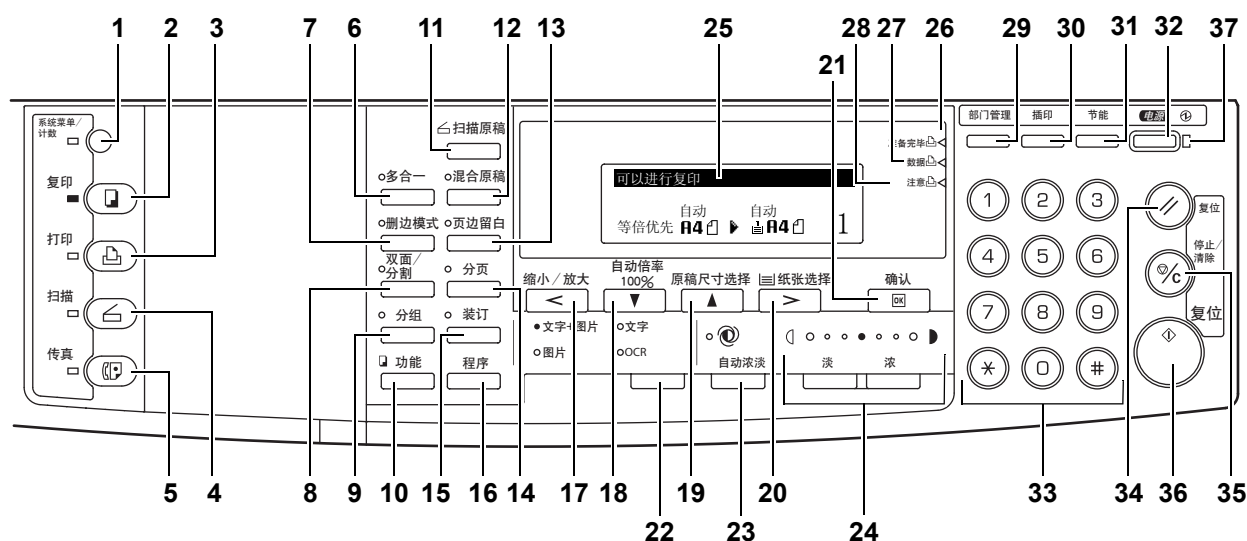 1 2 3 7 6 11 12 13 25 21 28 27 26 29 30 31 32 37
系统菜单/
计数
复印
打印
扫描
传真
扫描原稿
多合一 混合原稿
删边模式 页边留白
双面/
分割
分页
分组 装订
功能 程序
可以进行复印
自动 自动
等倍优先 A4 A4 1
准备完毕
数据
注意
缩小/放大
自动倍率
100%
原稿尺寸选择
纸张选择
确认
OK
文字+图片 文字
图片 OCR
自动浓淡
淡 浓
部门管理 插印 节能 电源
1 2 3
4 5 6
7 8 9
* 0 #
复位
停止/
清除
/C
复位
5 4 8 9 10 15 16 14 17 18 19 20 33 34 36 35
22 23 24